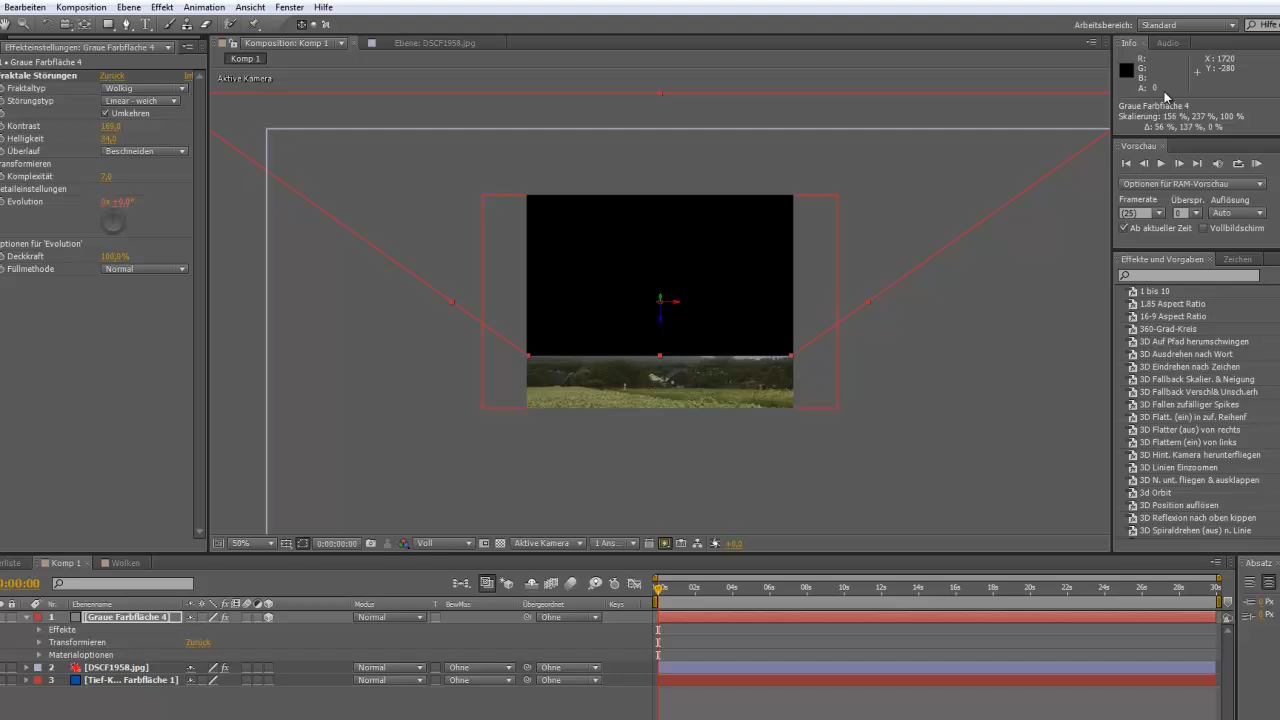 Bearbeiten Komposition Ebene Effekt Animation Ansicht Fenster Hilfe
Arbeitsbereich: Standard Hilfe
Effekteinstellungen: Graue Farbfläche 4
Komposition: Komp 1
Ebene: DSCF1958.jpg
Info Audio
1 • Graue Farbfläche 4
Komp 1
Fraktale Störungen Zurück
Aktive Kamera
Wolkig
Störungstyp Linear - weich
Umkehren
Kontrast 169,0
Helligkeit 34,0
Überlauf Beschneiden
Transformieren
Komplexität 7,0
Detaileinstellungen
Evolution 0x +0,0°
Optionen für 'Evolution'
Deckkraft 100,0%
Füllmethode Normal
R:
G:
B:
A: 0
X : 1720
Y : -280
Graue Farbfläche 4
Skalierung: 156 %, 237 %, 100 %
Δ: 56 %, 137 %, 0 %
Vorschau
Optionen für RAM-Vorschau
Framerate Überspr. Auflösung
(25) 0 Auto
Ab aktueller Zeit Vollbildschirm
Effekte und Vorgaben Zeichen
1 bis 10
1,85 Aspect Ratio
16-9 Aspect Ratio
360-Grad-Kreis
3D Auf Pfad herumschwingen
3D Ausdrehen nach Wort
3D Eindrehen nach Zeichen
3D Fallback Skalier. & Neigung
3D Fallback Verschl& Unsch.erh
3D Fallen zufälliger Spikes
3D Flatt. (ein) in zuf. Reihenf
3D Flatter (aus) von rechts
3D Flattern (ein) von links
3D Hint. Kamera herunterfliegen
3D Linien Einzoomen
3D N. unt. fliegen & ausklappen
3d Orbit
3D Position auflösen
3D Reflexion nach oben kippen
3D Spiraldrehen (aus) n. Linie
50% 0:00:00:00 Voll Aktive Kamera 1 Ans... +0,0
Komp 1 Wolken
Absatz
0:00:00
Nr. Ebenenname Modus T BewMas Übergeordnet Keys
02s 04s 06s 08s 10s 12s 14s 16s 18s 20s 22s 24s 26s 28s 30s
1 [Graue Farbfläche 4] Normal Ohne
Effekte
Transformieren Zurück
Materialoptionen
2 [DSCF1958.jpg] Normal Ohne Ohne
3 [Tief-K... Farbfläche 1] Normal Ohne Ohne
0 Px
0 Px